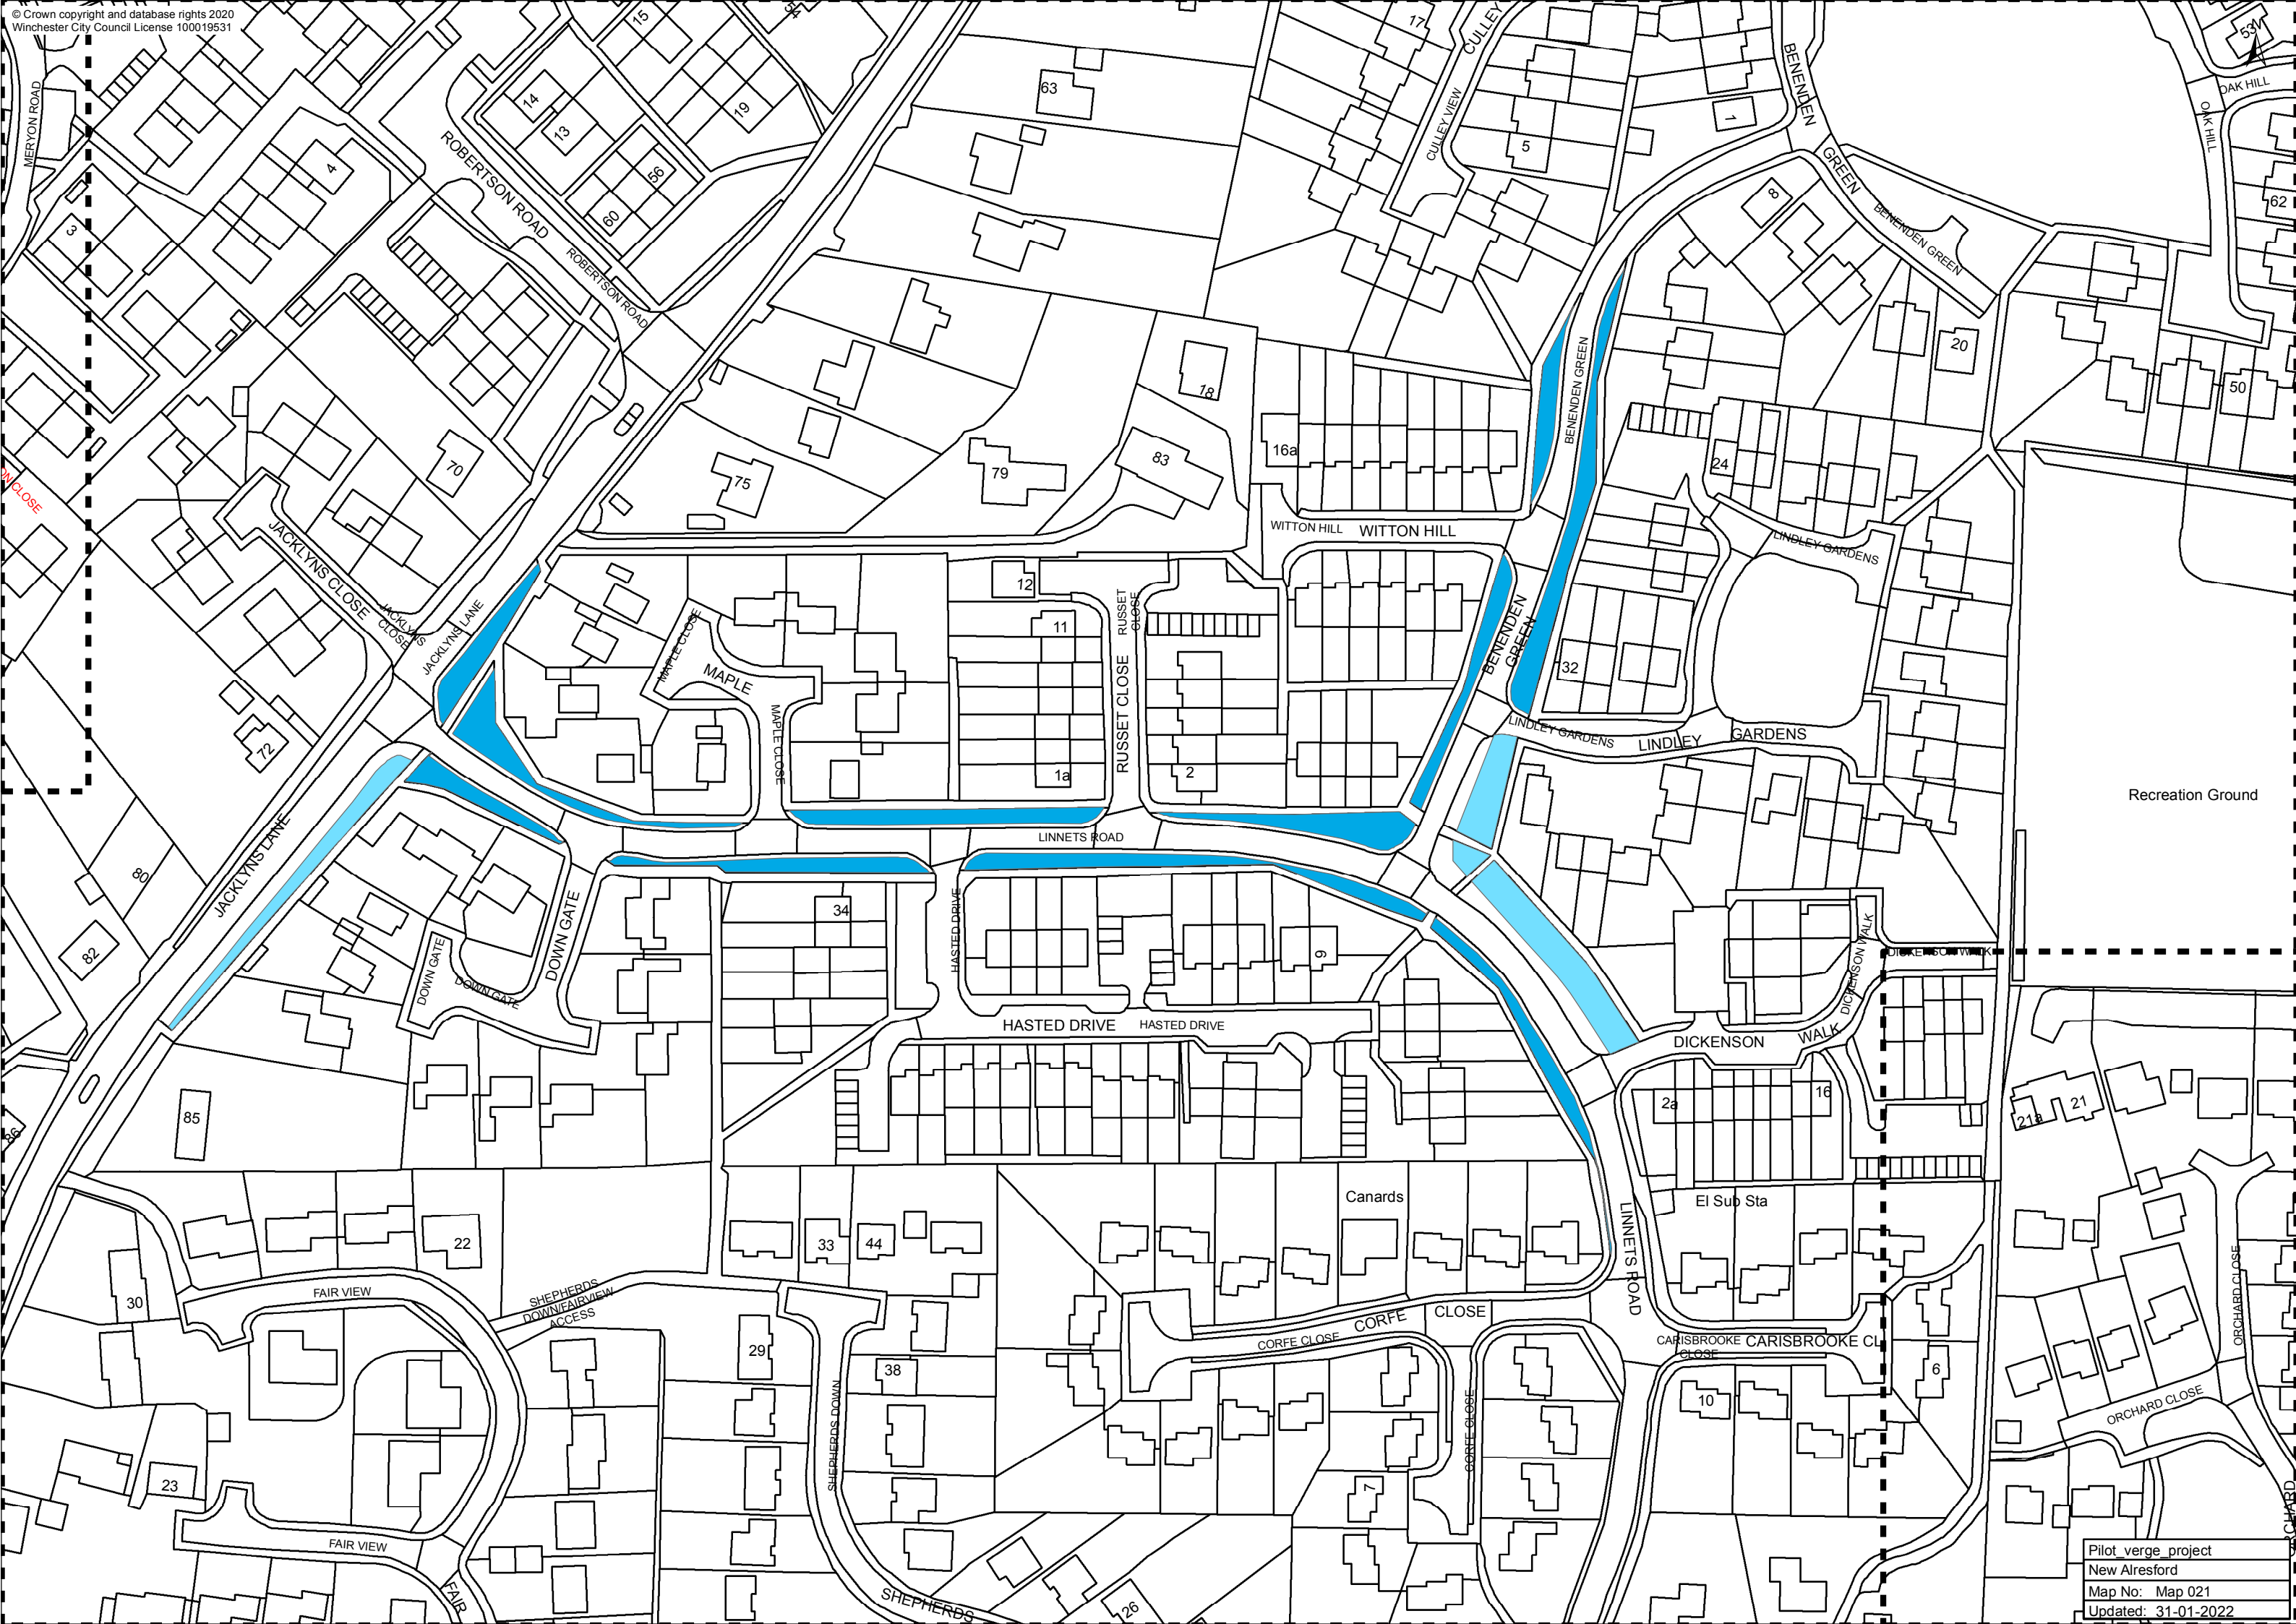 © Crown copyright and database rights 2020
Winchester City Council License 100019531
15
54
17
CULLEY
53
OAK HILL
OAK HILL
MERYON ROAD
14
13
19
63
CULLEY VIEW
5
1
BENENDEN
GREEN
BENENDEN GREEN
4
ROBERTSON ROAD
56
60
3
8
62
ROBERTSON ROAD
BENENDEN GREEN
20
50
18
70
75
79
83
16a
24
ON CLOSE
JACKLYNS CLOSE
JACKLYNS
CLOSE
JACKLYNS LANE
WITTON HILL
WITTON HILL
LINDLEY GARDENS
12
11
RUSSET
CLOSE
MAPLE CLOSE
MAPLE
MAPLE CLOSE
RUSSET CLOSE
BENENDEN
GREEN
32
72
1a
2
LINDLEY GARDENS
LINDLEY
GARDENS
Recreation Ground
LINNETS ROAD
JACKLYNS LANE
80
82
34
DOWN GATE
DOWN GATE
DOWN GATE
HASTED DRIVE
9
DICKENSON WALK
DICKENSON WALK
HASTED DRIVE
HASTED DRIVE
DICKENSON
WALK
85
86
2a
16
21a
21
Canards
El Sub Sta
LINNETS ROAD
22
33
44
30
FAIR VIEW
SHEPHERDS
DOWN/FAIRVIEW
ACCESS
CORFE CLOSE
CORFE
CLOSE
CARISBROOKE
CLOSE
CARISBROOKE CL
ORCHARD CLOSE
29
38
6
10
SHEPHERDS DOWN
CORFE CLOSE
ORCHARD CLOSE
23
7
FAIR VIEW
FAIR
SHEPHERDS
26
ORCHARD
Pilot_verge_project
New Alresford
Map No: Map 021
Updated: 31-01-2022